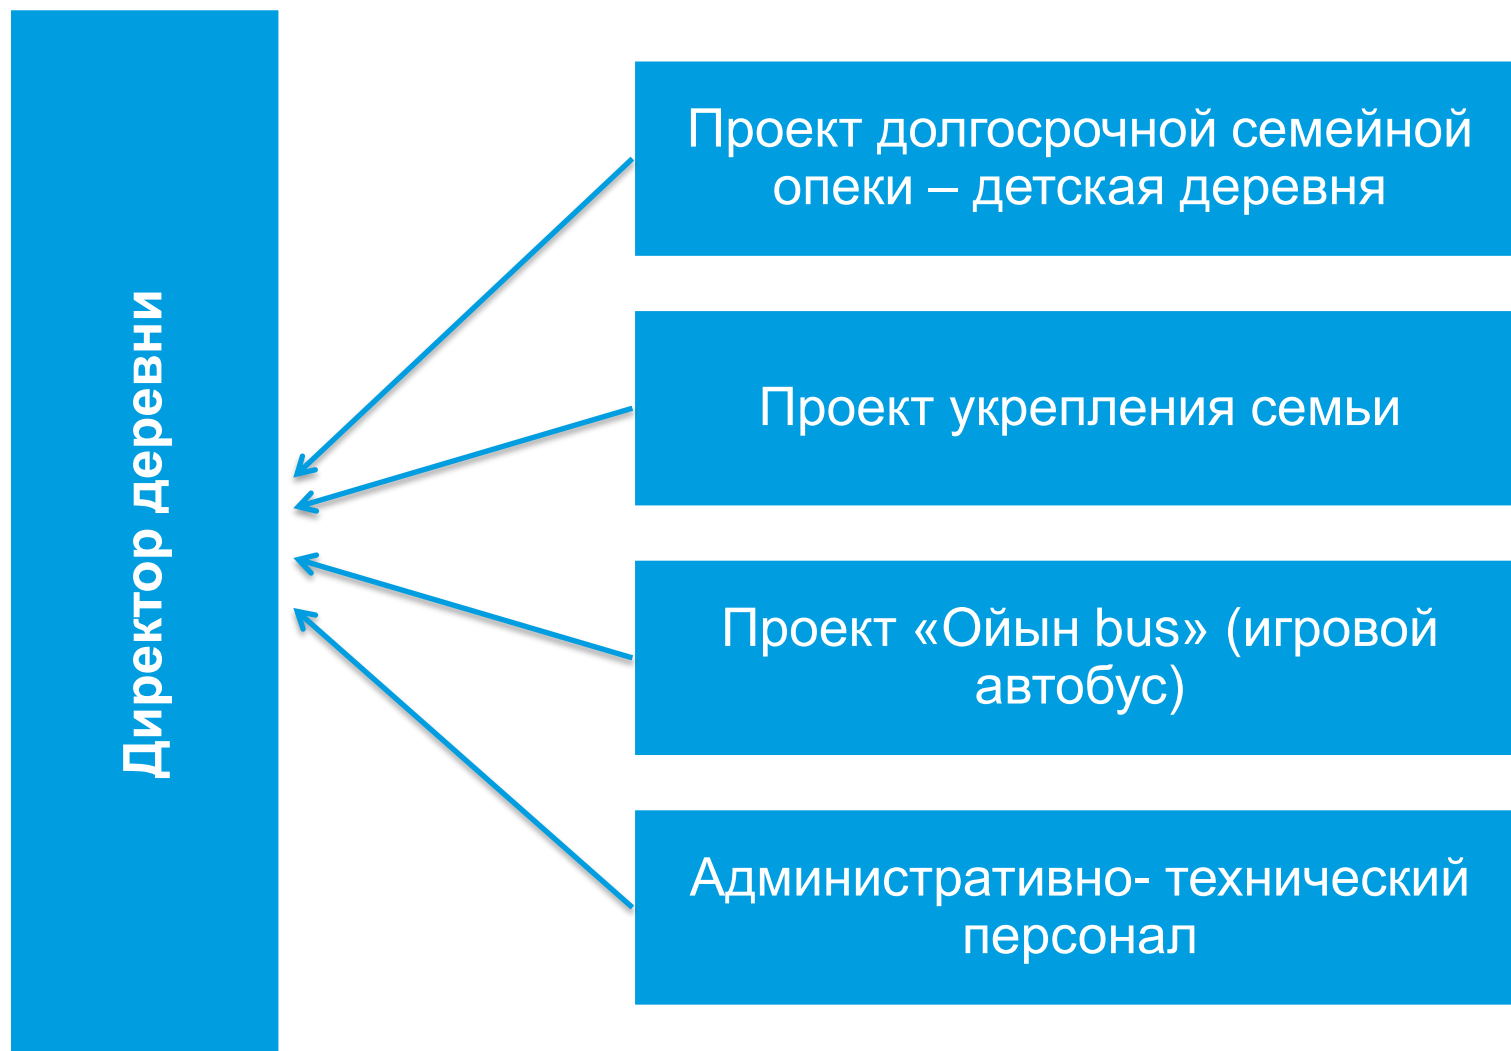 Директор деревни
Проект долгосрочной семейной
опеки – детская деревня
Проект укрепления семьи
Проект «Ойын bus» (игровой
автобус)
Административно- технический
персонал